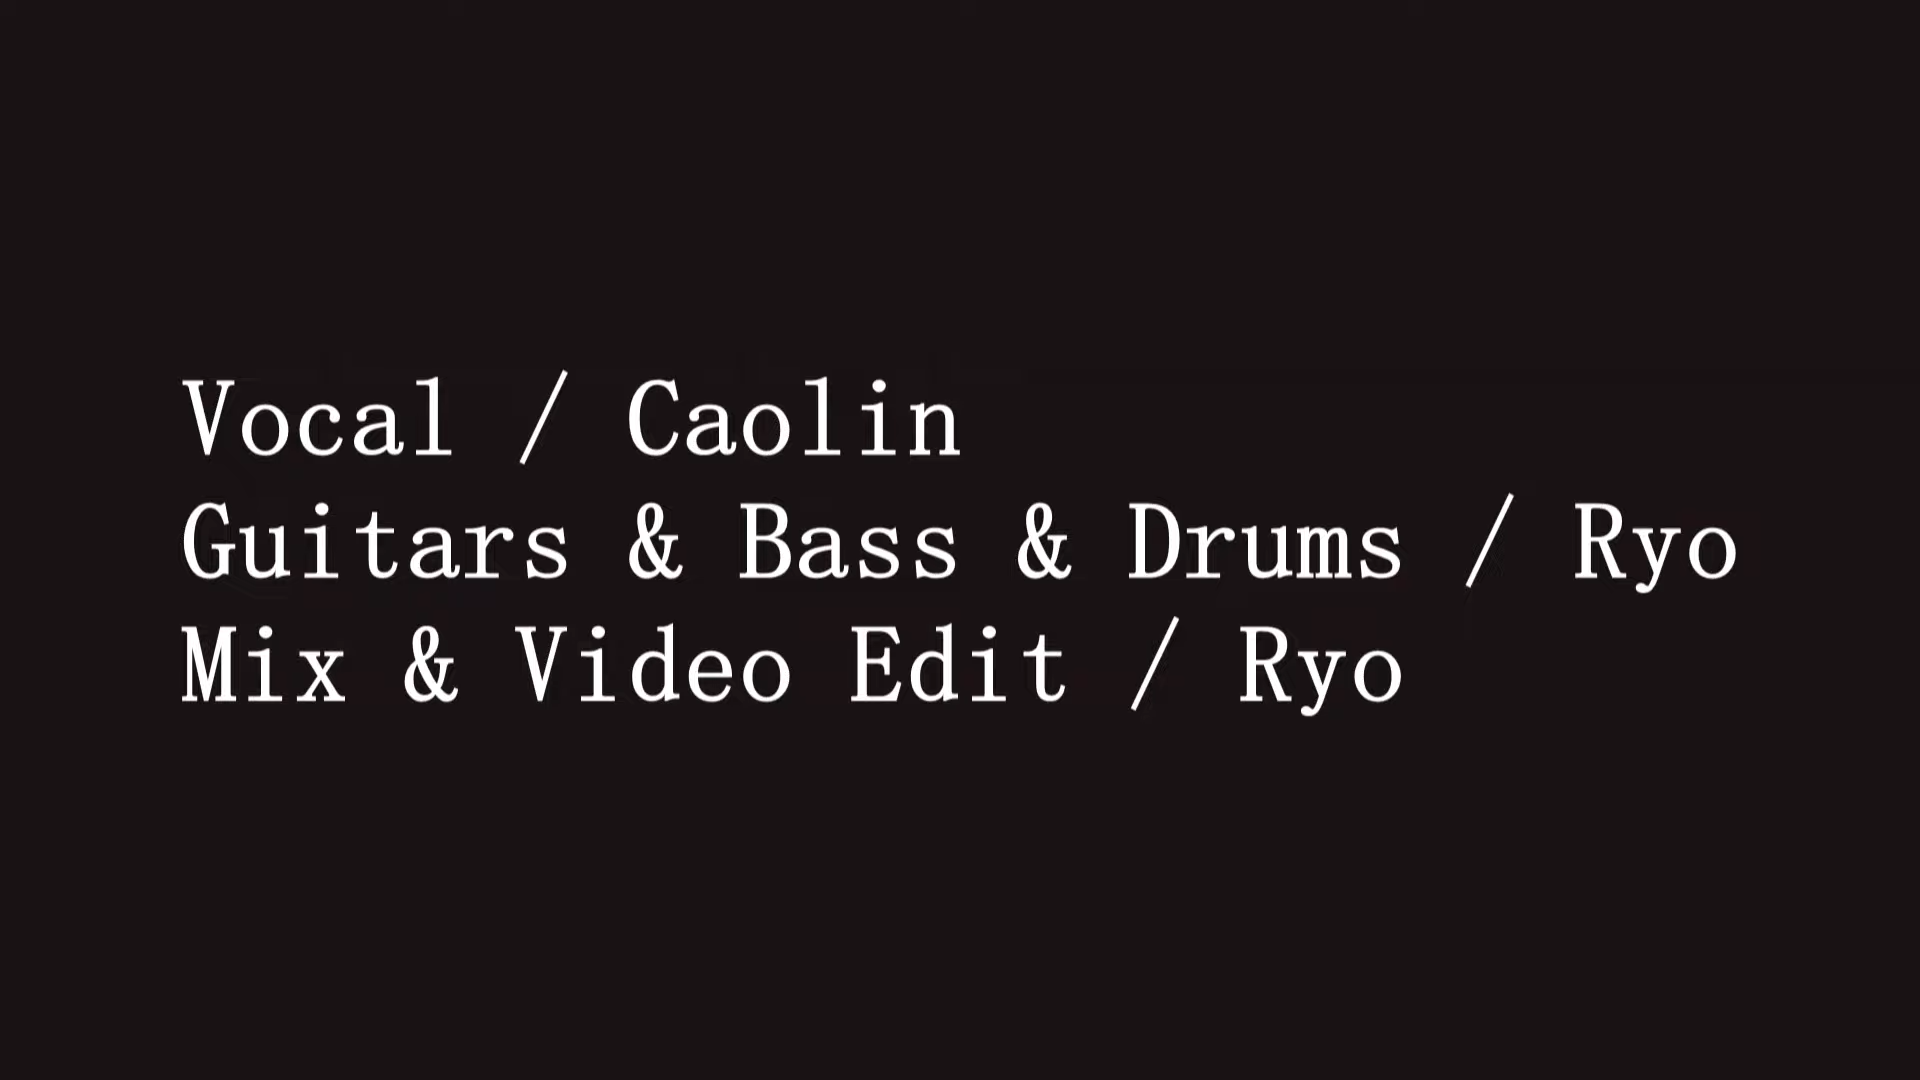 Vocal / Caolin
Guitars & Bass & Drums / Ryo
Mix & Video Edit / Ryo